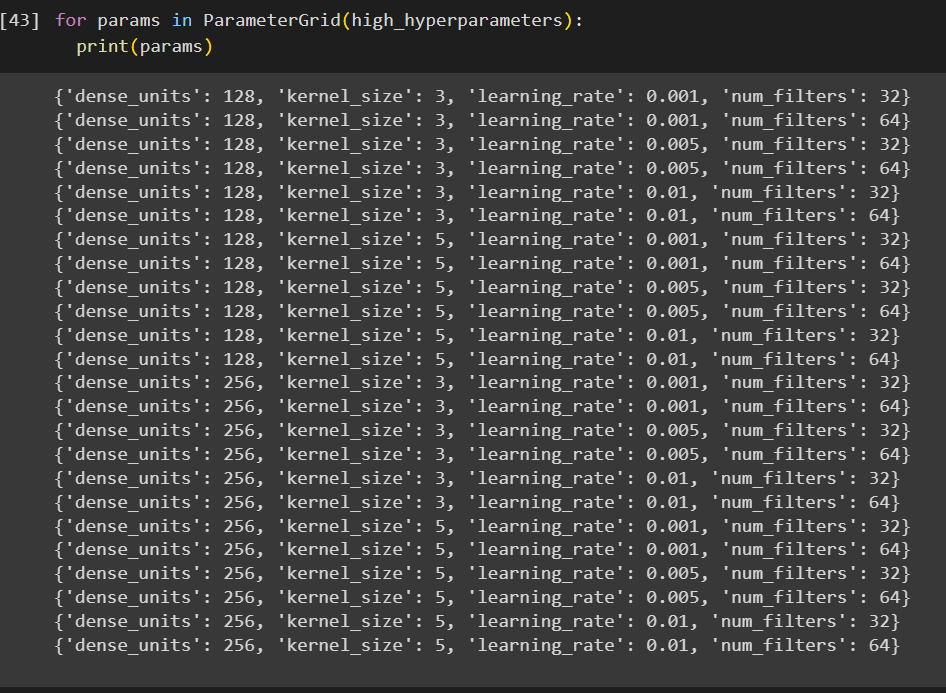 [43] for params in ParameterGrid(high_hyperparameters):
print(params)
{'dense_units': 128, 'kernel_size': 3, 'learning_rate': 0.001, 'num_filters': 32}
{'dense_units': 128, 'kernel_size': 3, 'learning_rate': 0.001, 'num_filters': 64}
{'dense_units': 128, 'kernel_size': 3, 'learning_rate': 0.005, 'num_filters': 32}
{'dense_units': 128, 'kernel_size': 3, 'learning_rate': 0.005, 'num_filters': 64}
{'dense_units': 128, 'kernel_size': 3, 'learning_rate': 0.01, 'num_filters': 32}
{'dense_units': 128, 'kernel_size': 3, 'learning_rate': 0.01, 'num_filters': 64}
{'dense_units': 128, 'kernel_size': 5, 'learning_rate': 0.001, 'num_filters': 32}
{'dense_units': 128, 'kernel_size': 5, 'learning_rate': 0.001, 'num_filters': 64}
{'dense_units': 128, 'kernel_size': 5, 'learning_rate': 0.005, 'num_filters': 32}
{'dense_units': 128, 'kernel_size': 5, 'learning_rate': 0.005, 'num_filters': 64}
{'dense_units': 128, 'kernel_size': 5, 'learning_rate': 0.01, 'num_filters': 32}
{'dense_units': 128, 'kernel_size': 5, 'learning_rate': 0.01, 'num_filters': 64}
{'dense_units': 256, 'kernel_size': 3, 'learning_rate': 0.001, 'num_filters': 32}
{'dense_units': 256, 'kernel_size': 3, 'learning_rate': 0.001, 'num_filters': 64}
{'dense_units': 256, 'kernel_size': 3, 'learning_rate': 0.005, 'num_filters': 32}
{'dense_units': 256, 'kernel_size': 3, 'learning_rate': 0.005, 'num_filters': 64}
{'dense_units': 256, 'kernel_size': 3, 'learning_rate': 0.01, 'num_filters': 32}
{'dense_units': 256, 'kernel_size': 3, 'learning_rate': 0.01, 'num_filters': 64}
{'dense_units': 256, 'kernel_size': 5, 'learning_rate': 0.001, 'num_filters': 32}
{'dense_units': 256, 'kernel_size': 5, 'learning_rate': 0.001, 'num_filters': 64}
{'dense_units': 256, 'kernel_size': 5, 'learning_rate': 0.005, 'num_filters': 32}
{'dense_units': 256, 'kernel_size': 5, 'learning_rate': 0.005, 'num_filters': 64}
{'dense_units': 256, 'kernel_size': 5, 'learning_rate': 0.01, 'num_filters': 32}
{'dense_units': 256, 'kernel_size': 5, 'learning_rate': 0.01, 'num_filters': 64}